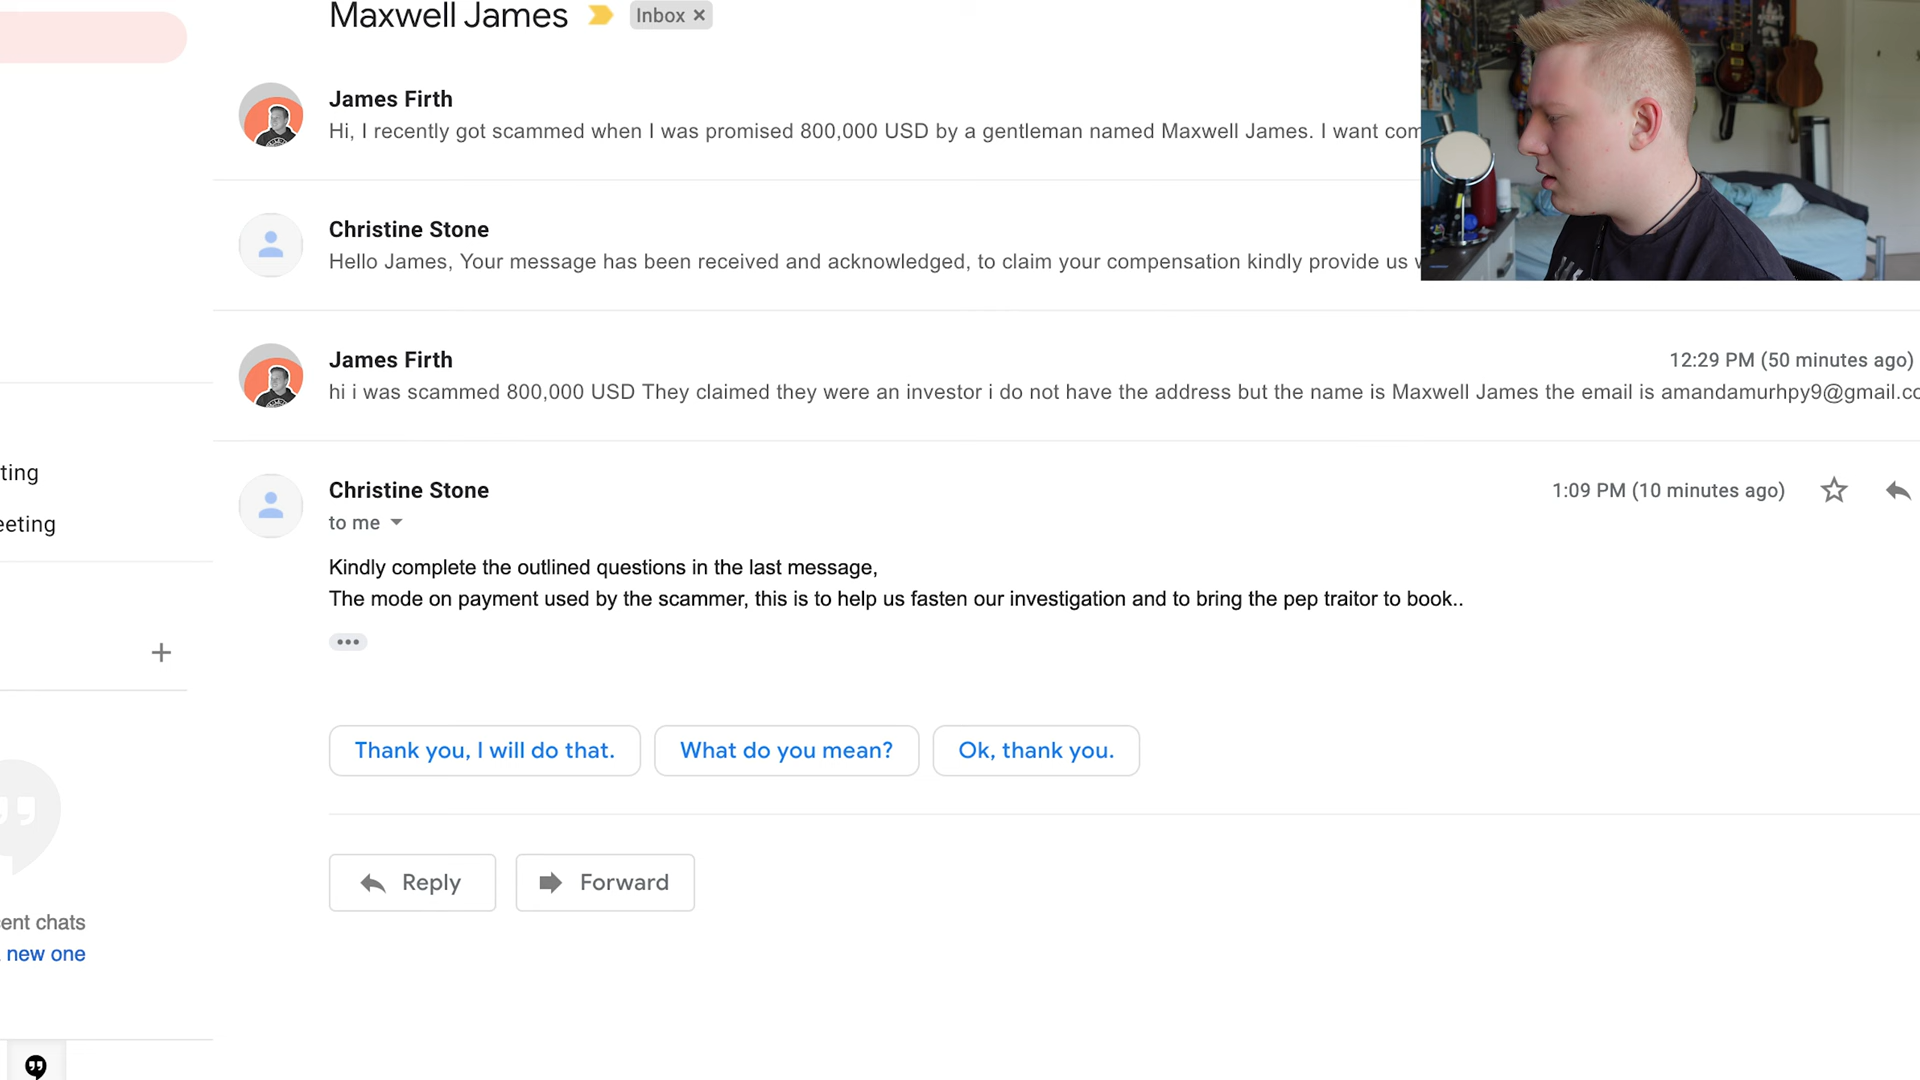 Maxwell James
Inbox ×
James Firth
Hi, I recently got scammed when I was promised 800,000 USD by a gentleman named Maxwell James. I want com
Christine Stone
Hello James, Your message has been received and acknowledged, to claim your compensation kindly provide us
James Firth
12:29 PM (50 minutes ago)
hi i was scammed 800,000 USD They claimed they were an investor i do not have the address but the name is Maxwell James the email is amandamurhpy9@gmail.co
ting
eeting
Christine Stone
1:09 PM (10 minutes ago)
to me
Kindly complete the outlined questions in the last message,
The mode on payment used by the scammer, this is to help us fasten our investigation and to bring the pep traitor to book..
Thank you, I will do that.
What do you mean?
Ok, thank you.
Reply
Forward
ent chats
new one